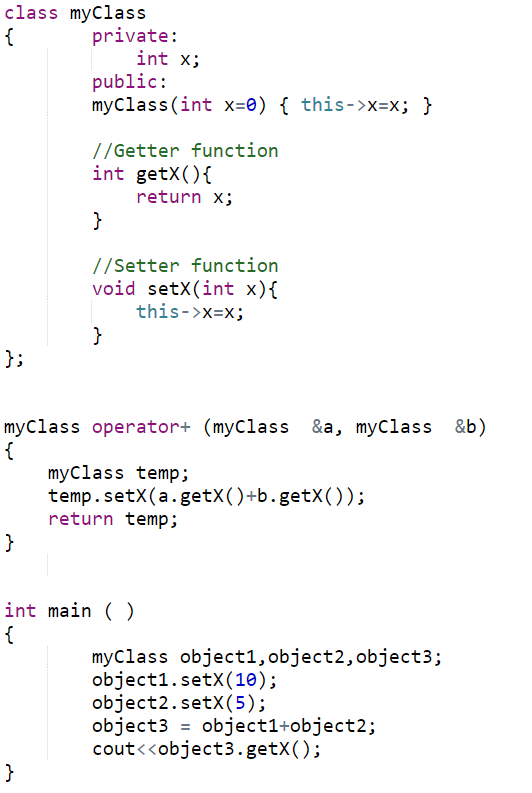 class myClass
{       private:
            int x;
        public:
        myClass(int x=0) { this->x=x; }

        //Getter function
        int getX(){
            return x;
        }

        //Setter function
        void setX(int x){
            this->x=x;
        }
};

myClass operator+ (myClass  &a, myClass  &b)
{
    myClass temp;
    temp.setX(a.getX()+b.getX());
    return temp;
}

int main ( )
{
        myClass object1,object2,object3;
        object1.setX(10);
        object2.setX(5);
        object3 = object1+object2;
        cout<<object3.getX();
}